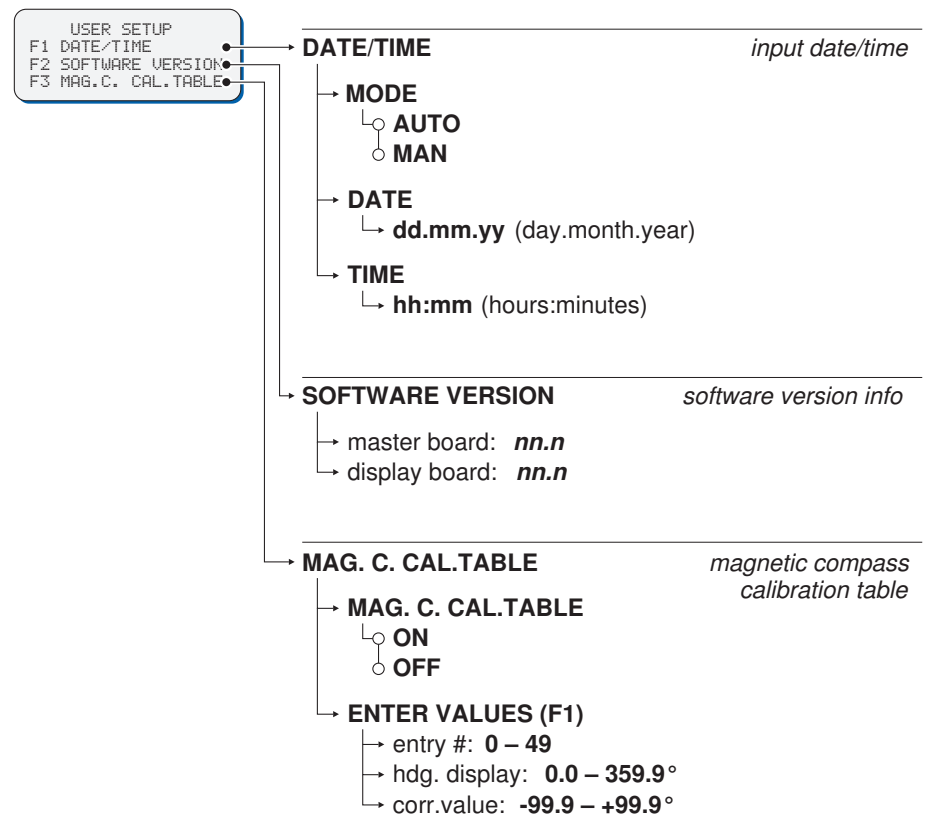 USER SETUP
F1 DATE/TIME
F2 SOFTWARE VERSION
F3 MAG.C. CAL.TABLE
DATE/TIME input date/time
MODE
AUTO
MAN
DATE
dd.mm.yy (day.month.year)
TIME
hh:mm (hours:minutes)
SOFTWARE VERSION software version info
master board: nn.n
display board: nn.n
MAG. C. CAL.TABLE magnetic compass
calibration table
MAG. C. CAL.TABLE
ON
OFF
ENTER VALUES (F1)
entry #: 0 – 49
hdg. display: 0.0 – 359.9°
corr.value: -99.9 – +99.9°